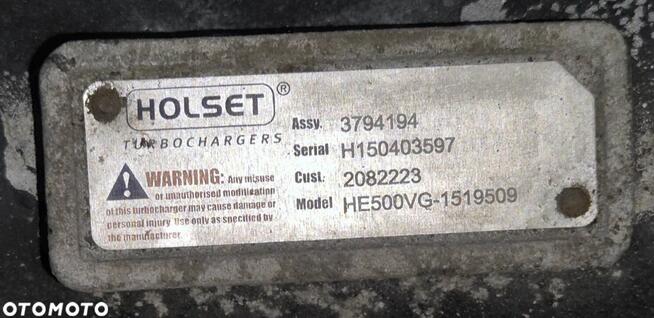 HOLSET®
TURBOCHARGERS
WARNING: Any misuse
or unauthorised modification
of this turbocharger may cause damage or
personal injury. Use only as specified by
the manufacturer.
Assy. 3794194
Serial H150403597
Cust. 2082223
Model HE500VG-1519509
OTOMOTO